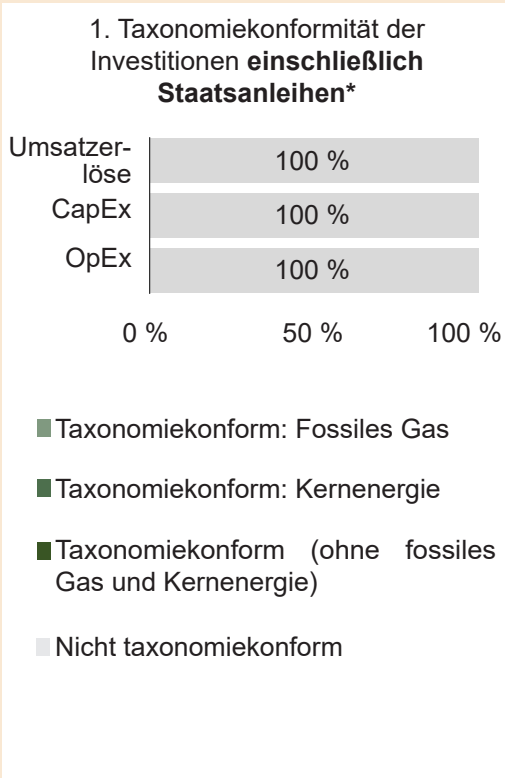 1. Taxonomiekonformität der
Investitionen einschließlich
Staatsanleihen*
Umsatzer-
löse
100 %
CapEx
100 %
OpEx
100 %
0 % 50 % 100 %
Taxonomiekonform: Fossiles Gas
Taxonomiekonform: Kernenergie
Taxonomiekonform (ohne fossiles
Gas und Kernenergie)
Nicht taxonomiekonform